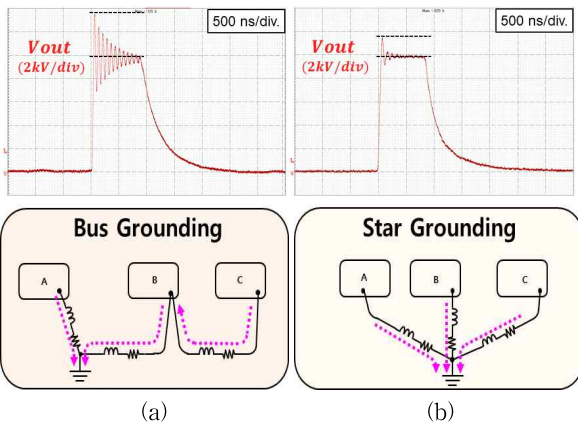 500 ns/div.
Vout
(2kV/div)
500 ns/div.
Vout
(2kV/div)
Bus Grounding
A
B
C
Star Grounding
A
B
C
(a)
(b)